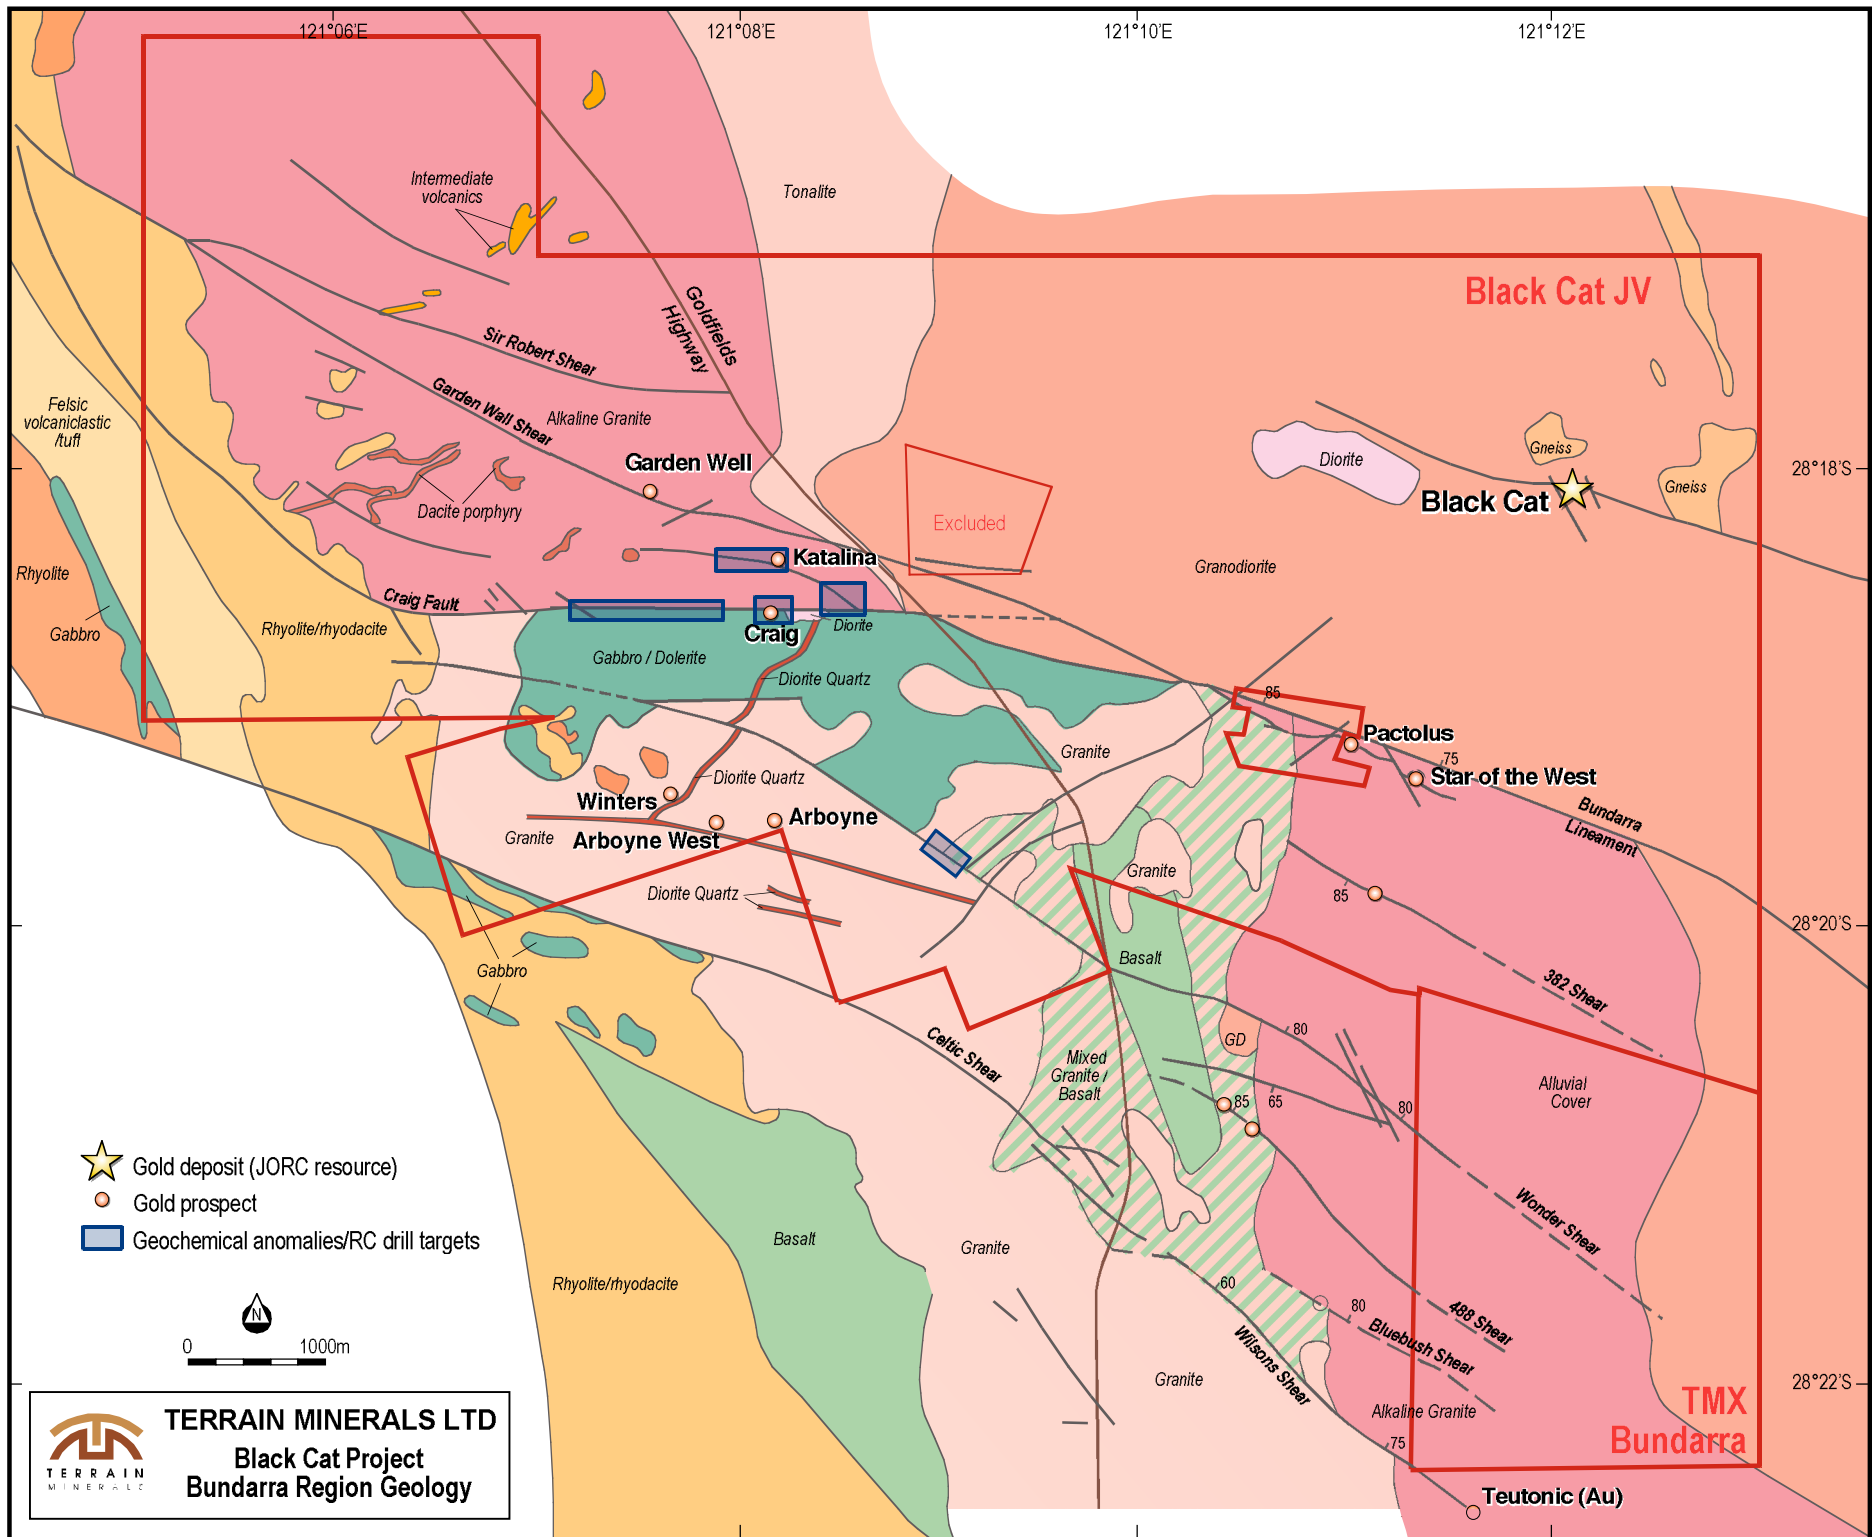 121°06'E
121°08'E
121°10'E
121°12'E
Intermediate
volcanics
Tonalite
Black Cat JV
Goldfields
Highway
Sir Robert Shear
Garden Wall Shear
Alkaline Granite
Felsic
volcaniclastic
/tuff
Garden Well
Diorite
Gneiss
Gneiss
28°18'S
Black Cat
Dacite porphyry
Excluded
Katalina
Granodiorite
Rhyolite
Craig Fault
Gabbro
Rhyolite/rhyodacite
Craig
Diorite
Gabbro / Dolerite
Diorite Quartz
85
Pactolus
Granite
75
Star of the West
Diorite Quartz
Winters
Arboyne
Bundarra
Lineament
Granite
Arboyne West
Granite
Diorite Quartz
85
28°20'S
Gabbro
Basalt
382 Shear
Celtic Shear
80
GD
Mixed
Granite /
Basalt
Alluvial
Cover
85
65
80
Gold deposit (JORC resource)
Gold prospect
Geochemical anomalies/RC drill targets
Wonder Shear
Basalt
Granite
Rhyolite/rhyodacite
60
80
488 Shear
Bluebush Shear
N
0
1000m
Wilsons Shear
Granite
28°22'S
Alkaline Granite
TMX
Bundarra
75
TERRAIN MINERALS LTD
Black Cat Project
Bundarra Region Geology
TERRAIN
MINERALS
Teutonic (Au)